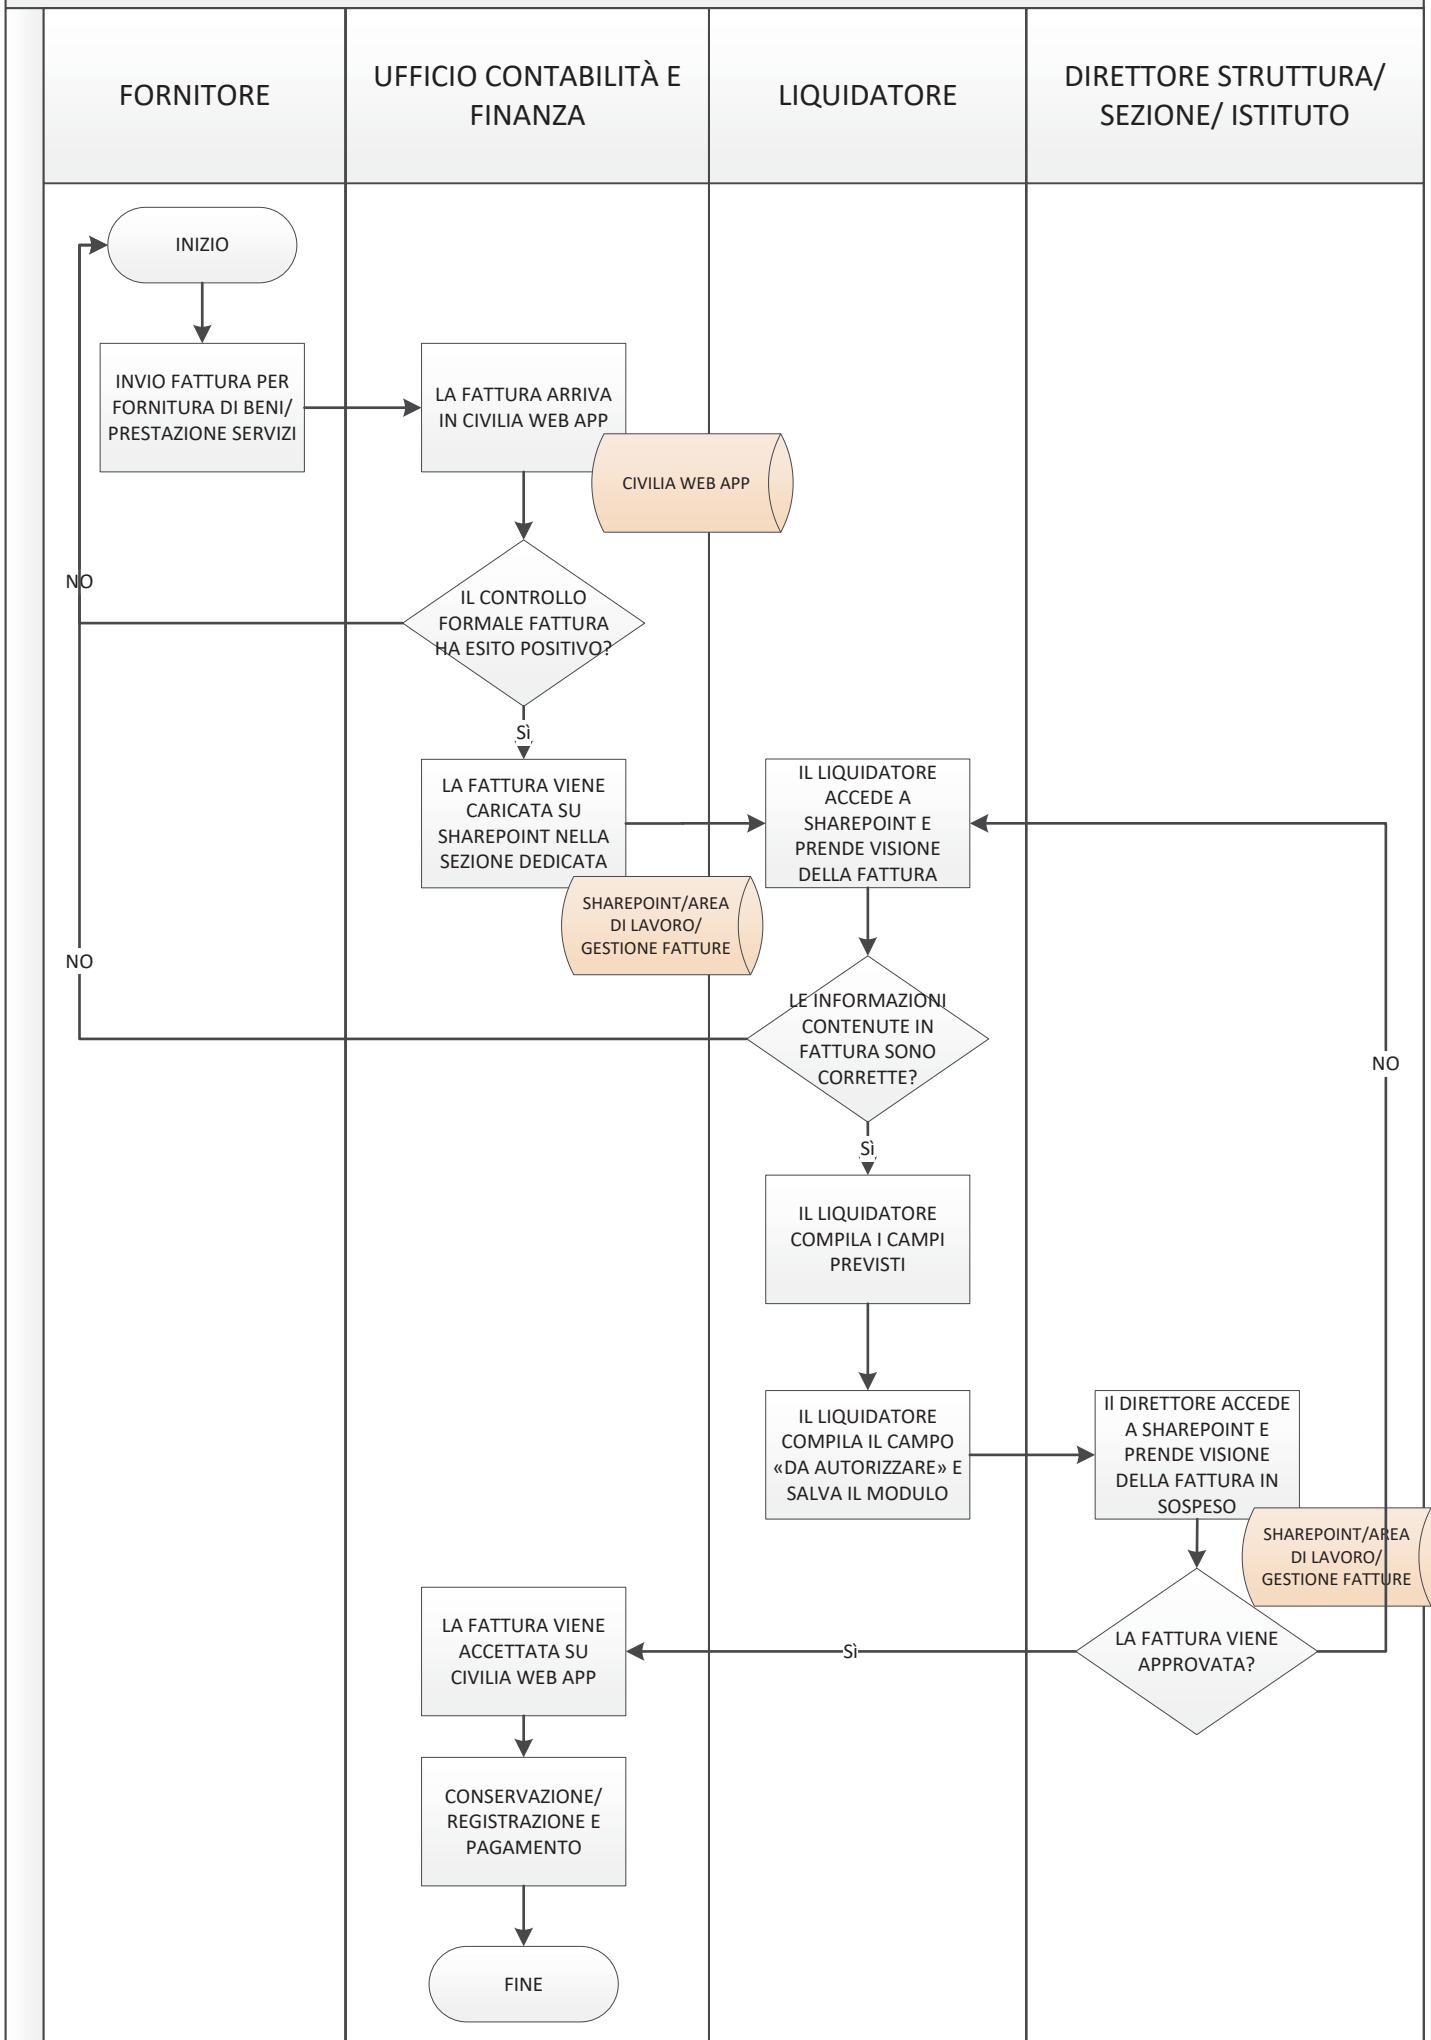 FORNITORE
UFFICIO CONTABILITÀ E
FINANZA
LIQUIDATORE
DIRETTORE STRUTTURA/
SEZIONE/ ISTITUTO
INIZIO
INVIO FATTURA PER
FORNITURA DI BENI/
PRESTAZIONE SERVIZI
LA FATTURA ARRIVA
IN CIVILIA WEB APP
CIVILIA WEB APP
NO
IL CONTROLLO
FORMALE FATTURA
HA ESITO POSITIVO?
Sì
LA FATTURA VIENE
CARICATA SU
SHAREPOINT NELLA
SEZIONE DEDICATA
SHAREPOINT/AREA
DI LAVORO/
GESTIONE FATTURE
IL LIQUIDATORE
ACCEDE A
SHAREPOINT E
PRENDE VISIONE
DELLA FATTURA
NO
LE INFORMAZIONI
CONTENUTE IN
FATTURA SONO
CORRETTE?
NO
Sì
IL LIQUIDATORE
COMPILA I CAMPI
PREVISTI
IL LIQUIDATORE
COMPILA IL CAMPO
«DA AUTORIZZARE» E
SALVA IL MODULO
Il DIRETTORE ACCEDE
A SHAREPOINT E
PRENDE VISIONE
DELLA FATTURA IN
SOSPESO
SHAREPOINT/AREA
DI LAVORO/
GESTIONE FATTURE
LA FATTURA VIENE
APPROVATA?
Sì
LA FATTURA VIENE
ACCETTATA SU
CIVILIA WEB APP
CONSERVAZIONE/
REGISTRAZIONE E
PAGAMENTO
FINE